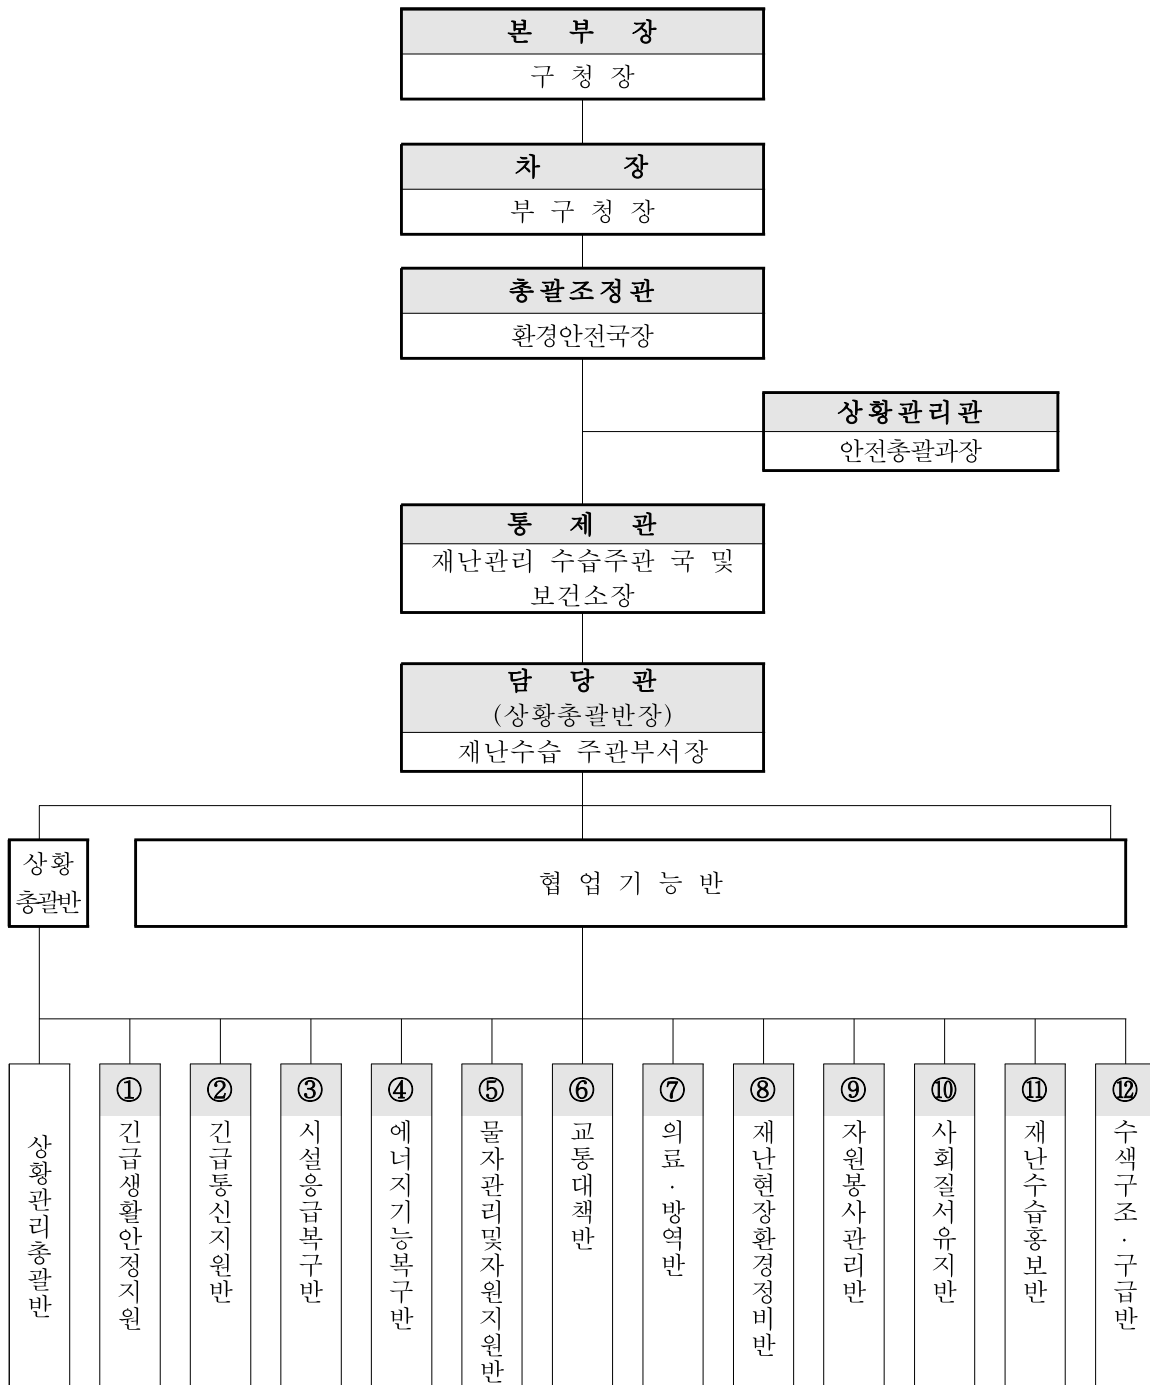 본 부 장
구 청 장
차 장
부 구 청 장
총괄조정관
환경안전국장
상황관리관
안전총괄과장
통 제 관
재난관리 수습주관 국 및
보건소장
담 당 관
(상황총괄반장)
재난수습 주관부서장
상황
총괄반
협 업 기 능 반
상황관리총괄반
①
긴급생활안정지원
②
긴급통신지원반
③
시설응급복구반
④
에너지기능복구반
⑤
물자관리및자원지원반
⑥
교통대책반
⑦
의료·방역반
⑧
재난현장환경정비반
⑨
자원봉사관리반
⑩
사회질서유지반
⑪
재난수습홍보반
⑫
수색구조·구급반